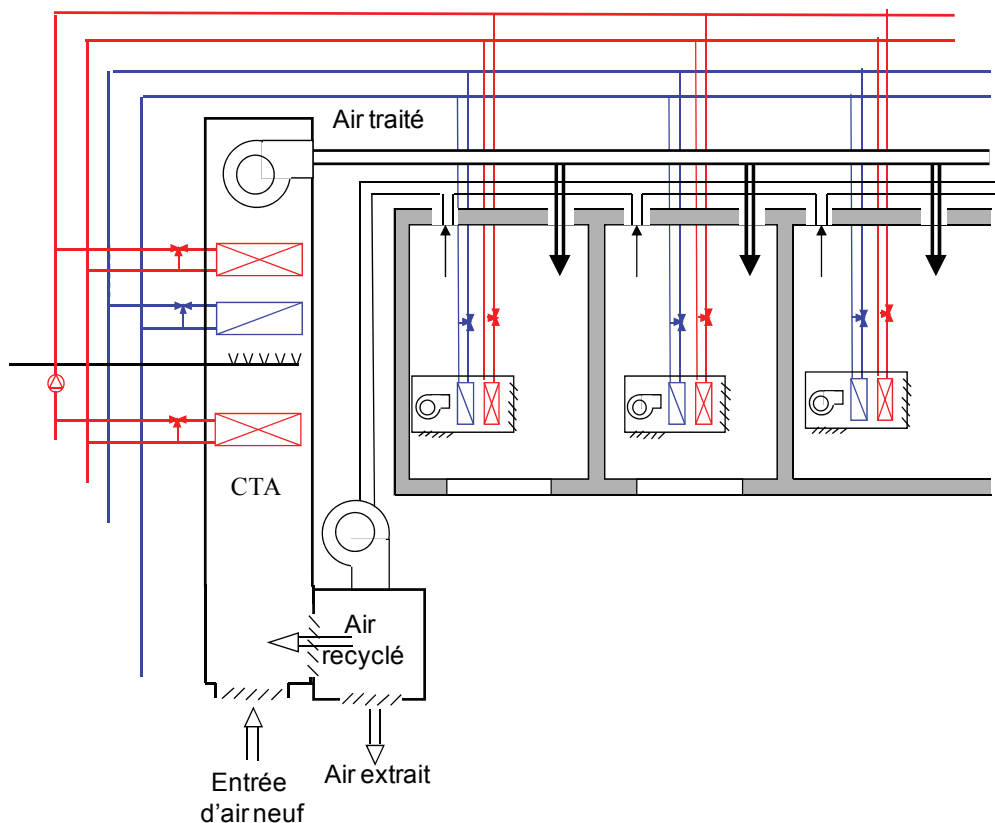 Air traité
CTA
Air
recyclé
Entrée
d'air neuf
Air extrait